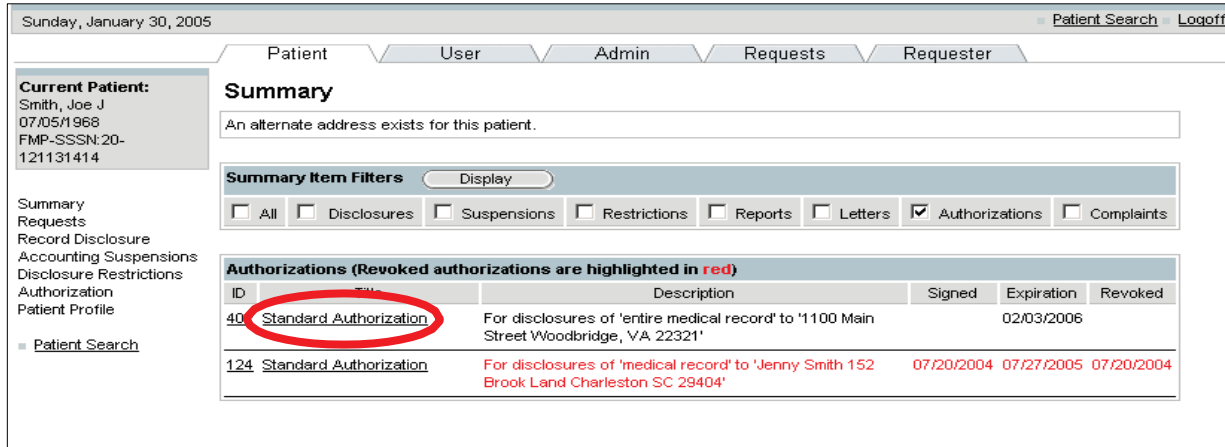 Sunday, January 30, 2005
Patient Search Logoff
Patient User Admin Requests Requester
Current Patient:
Smith, Joe J
07/05/1968
FMP-SSSN:20-
121131414
Summary
Requests
Record Disclosure
Accounting Suspensions
Disclosure Restrictions
Authorization
Patient Profile
Patient Search
Summary
An alternate address exists for this patient.
Summary Item Filters Display
All Disclosures Suspensions Restrictions Reports Letters Authorizations Complaints
Authorizations (Revoked authorizations are highlighted in red)
ID Title Description Signed Expiration Revoked
Standard Authorization For disclosures of 'entire medical record' to '1100 Main 02/03/2006
Street Woodbridge, VA 22321'
124 Standard Authorization For disclosures of 'medical record' to 'Jenny Smith 152 07/20/2004 07/27/2005 07/20/2004
Brook Land Charleston SC 29404'